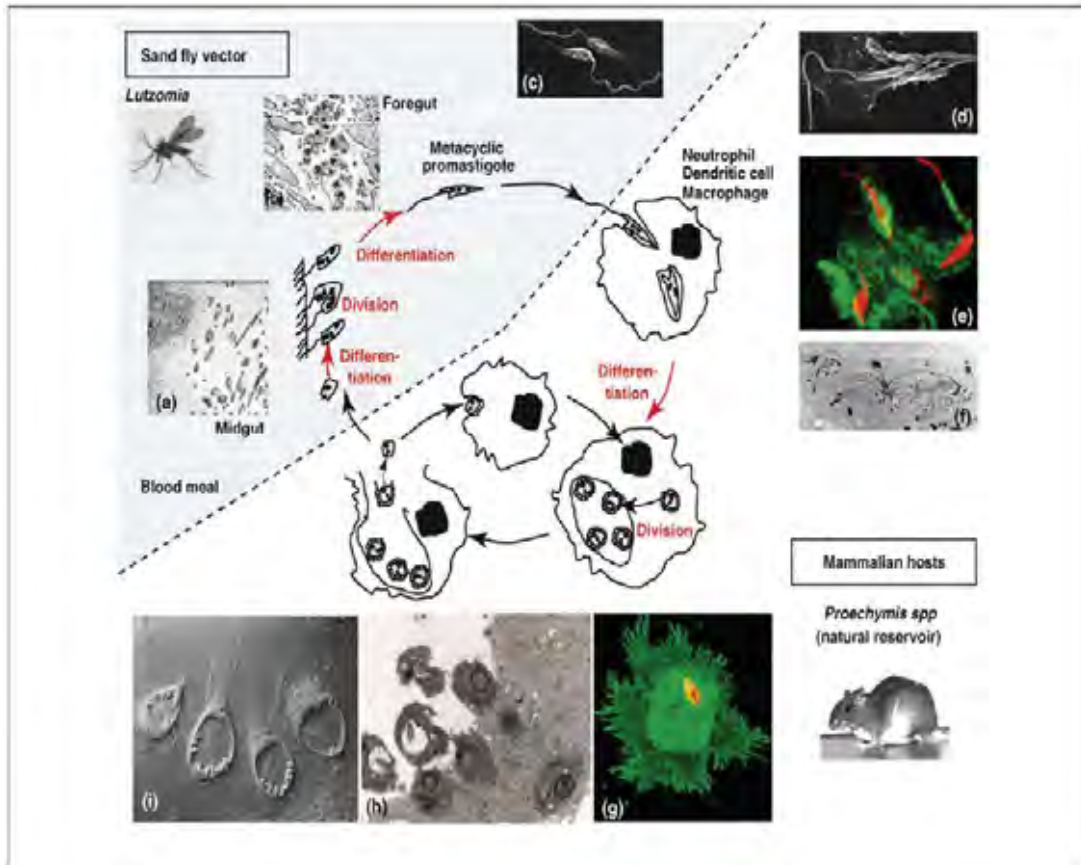 Sand fly vector
Lutzomia
Foregut
(c)
(d)
Metacyclic
promastigote
Neutrophil
Dendritic cell
Macrophage
Differentiation
(e)
Division
Differen-
tiation
(a)
Midgut
Differen-
tiation
(f)
Blood meal
Division
Mammalian hosts
Proechymis spp
(natural reservoir)
(i)
(h)
(g)